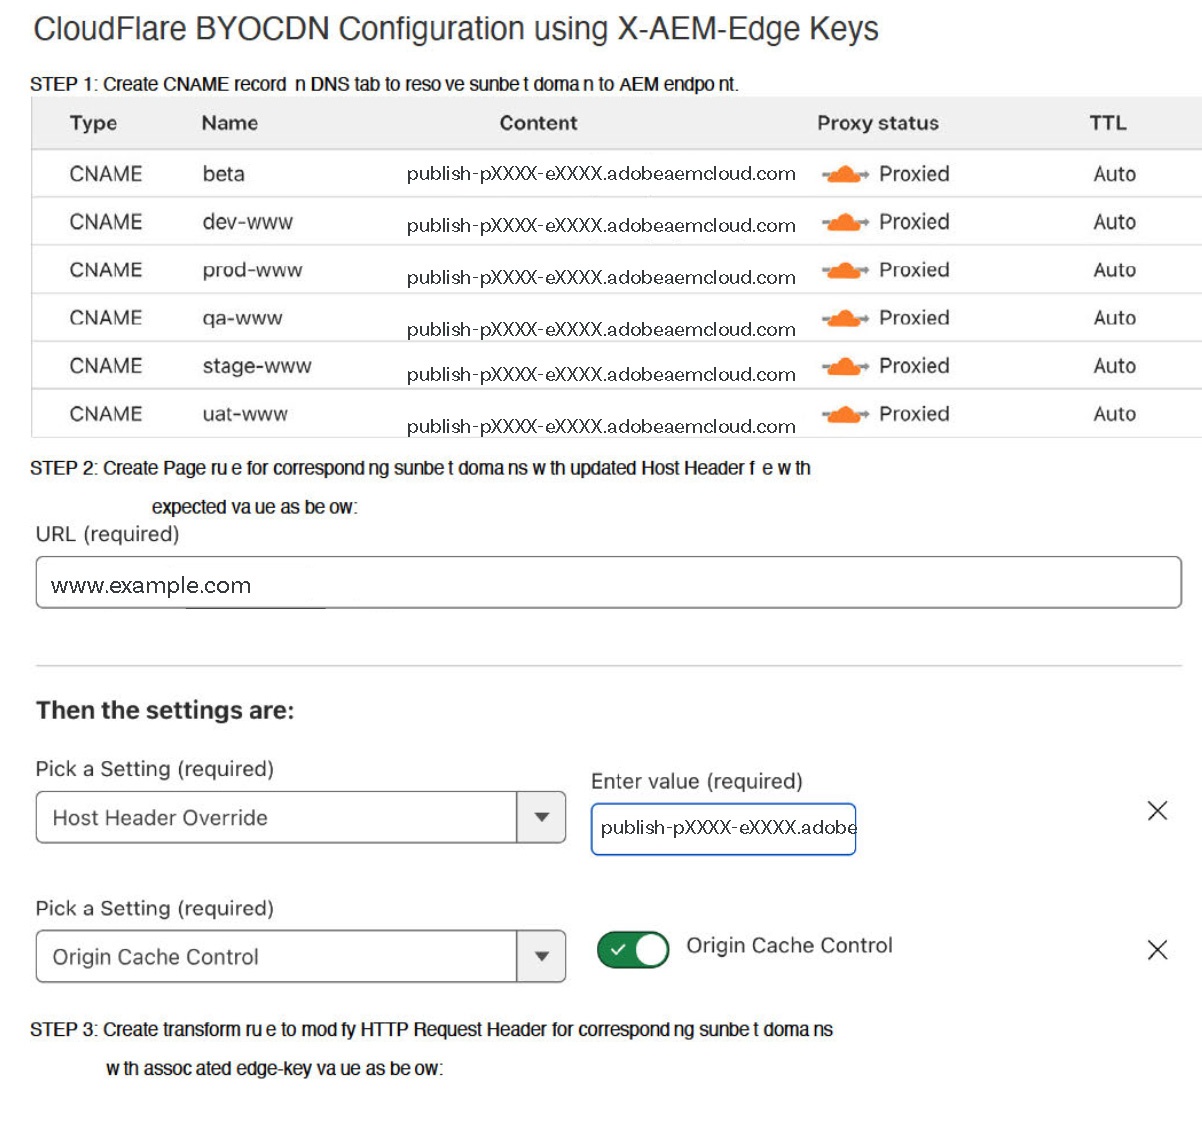 CloudFlare BYOCDN Configuration using X-AEM-Edge Keys
STEP 1: Create CNAME record n DNS tab to reso ve sunbe t doma n to AEM endpo nt.
Type Name Content Proxy status TTL
CNAME beta publish-pXXXX-eXXXX.adobeaemcloud.com Proxied Auto
CNAME dev-www publish-pXXXX-eXXXX.adobeaemcloud.com Proxied Auto
CNAME prod-www publish-pXXXX-eXXXX.adobeaemcloud.com Proxied Auto
CNAME qa-www publish-pXXXX-eXXXX.adobeaemcloud.com Proxied Auto
CNAME stage-www publish-pXXXX-eXXXX.adobeaemcloud.com Proxied Auto
CNAME uat-www publish-pXXXX-eXXXX.adobeaemcloud.com Proxied Auto
STEP 2: Create Page ru e for correspond ng sunbe t doma ns w th updated Host Header f e w th
expected va ue as be ow:
URL (required)
www.example.com
Then the settings are:
Pick a Setting (required) Enter value (required)
Host Header Override publish-pXXXX-eXXXX.adobe
Pick a Setting (required)
Origin Cache Control Origin Cache Control
STEP 3: Create transform ru e to mod fy HTTP Request Header for correspond ng sunbe t doma ns
w th assoc ated edge-key va ue as be ow: